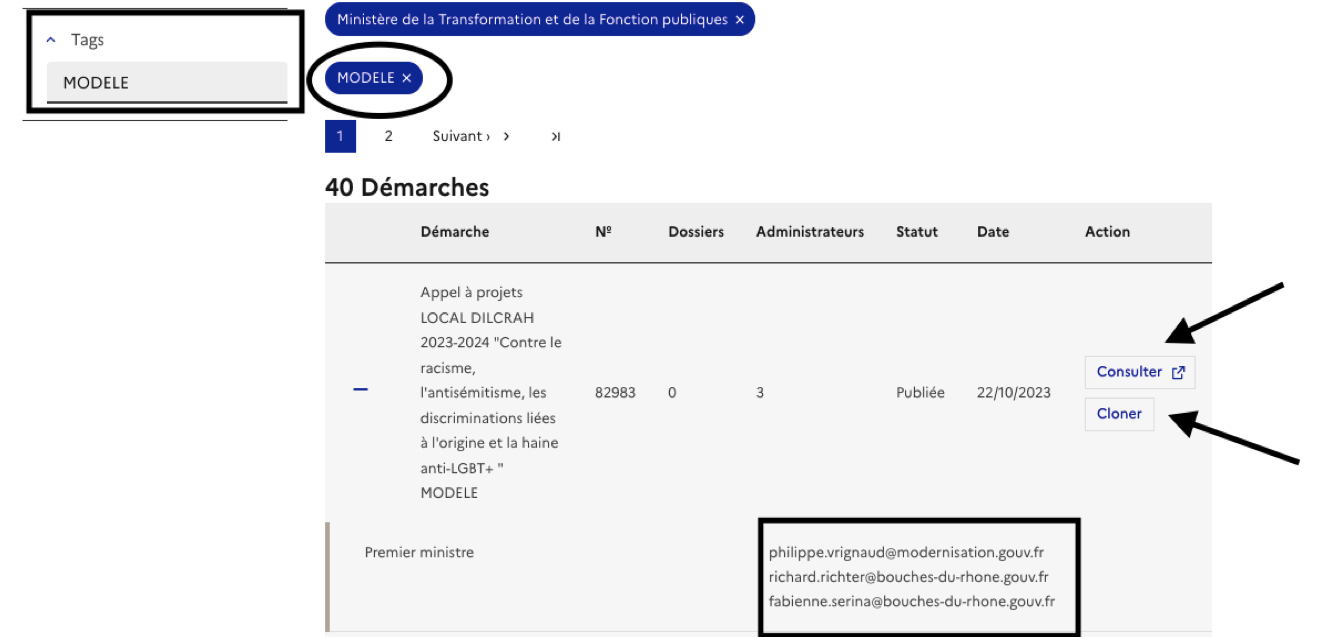 Tags
MODELE
Ministère de la Transformation et de la Fonction publiques ×
MODELE ×
1 2 Suivant › › ›|
40 Démarches
Démarche Nº Dossiers Administrateurs Statut Date Action
Appel à projets
LOCAL DILCRAH
2023-2024 "Contre le
racisme,
l'antisémitisme, les
discriminations liées
à l'origine et la haine
anti-LGBT+ "
MODELE
82983 0 3 Publiée 22/10/2023
Consulter
Cloner
Premier ministre
philippe.vrignaud@modernisation.gouv.fr
richard.richter@bouches-du-rhone.gouv.fr
fabienne.serina@bouches-du-rhone.gouv.fr